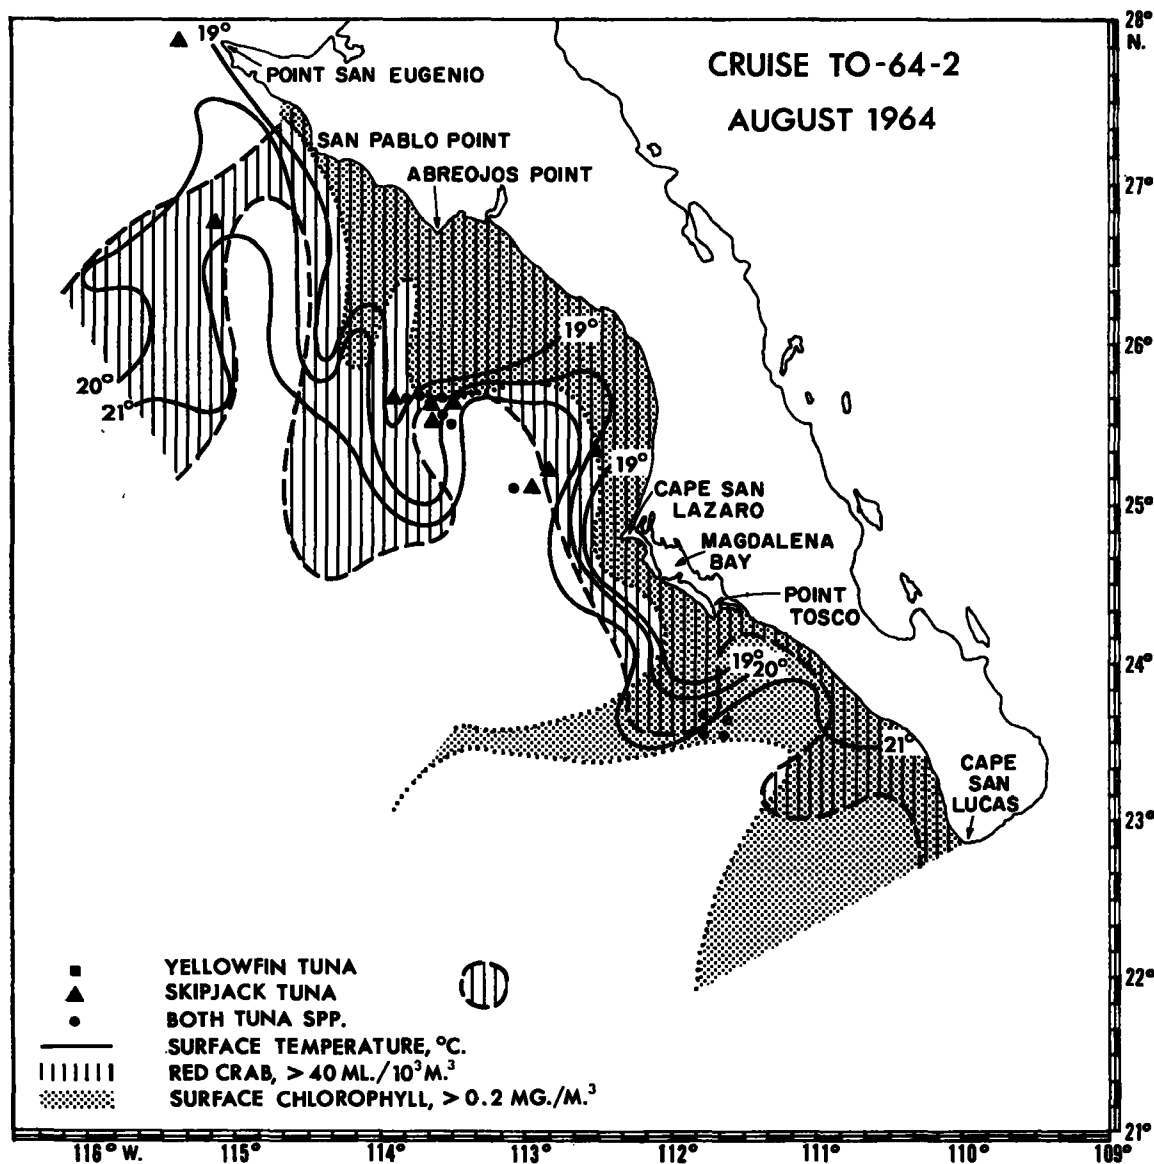 28°
N.
19°
CRUISE TO-64-2
POINT SAN EUGENIO
AUGUST 1964
SAN PABLO POINT
ABREOJOS POINT
27°
19°
26°
20°
21°
19°
CAPE SAN
LAZARO
25°
MAGDALENA
BAY
POINT
TOSCO
24°
19°
20°
21°
CAPE
SAN
LUCAS
23°
YELLOWFIN TUNA
22°
SKIPJACK TUNA
BOTH TUNA SPP.
SURFACE TEMPERATURE, °C.
RED CRAB, > 40 ML./10³M.³
SURFACE CHLOROPHYLL, > 0.2 MG./M.³
21°
116° W. 115° 114° 113° 112° 111° 110° 109°